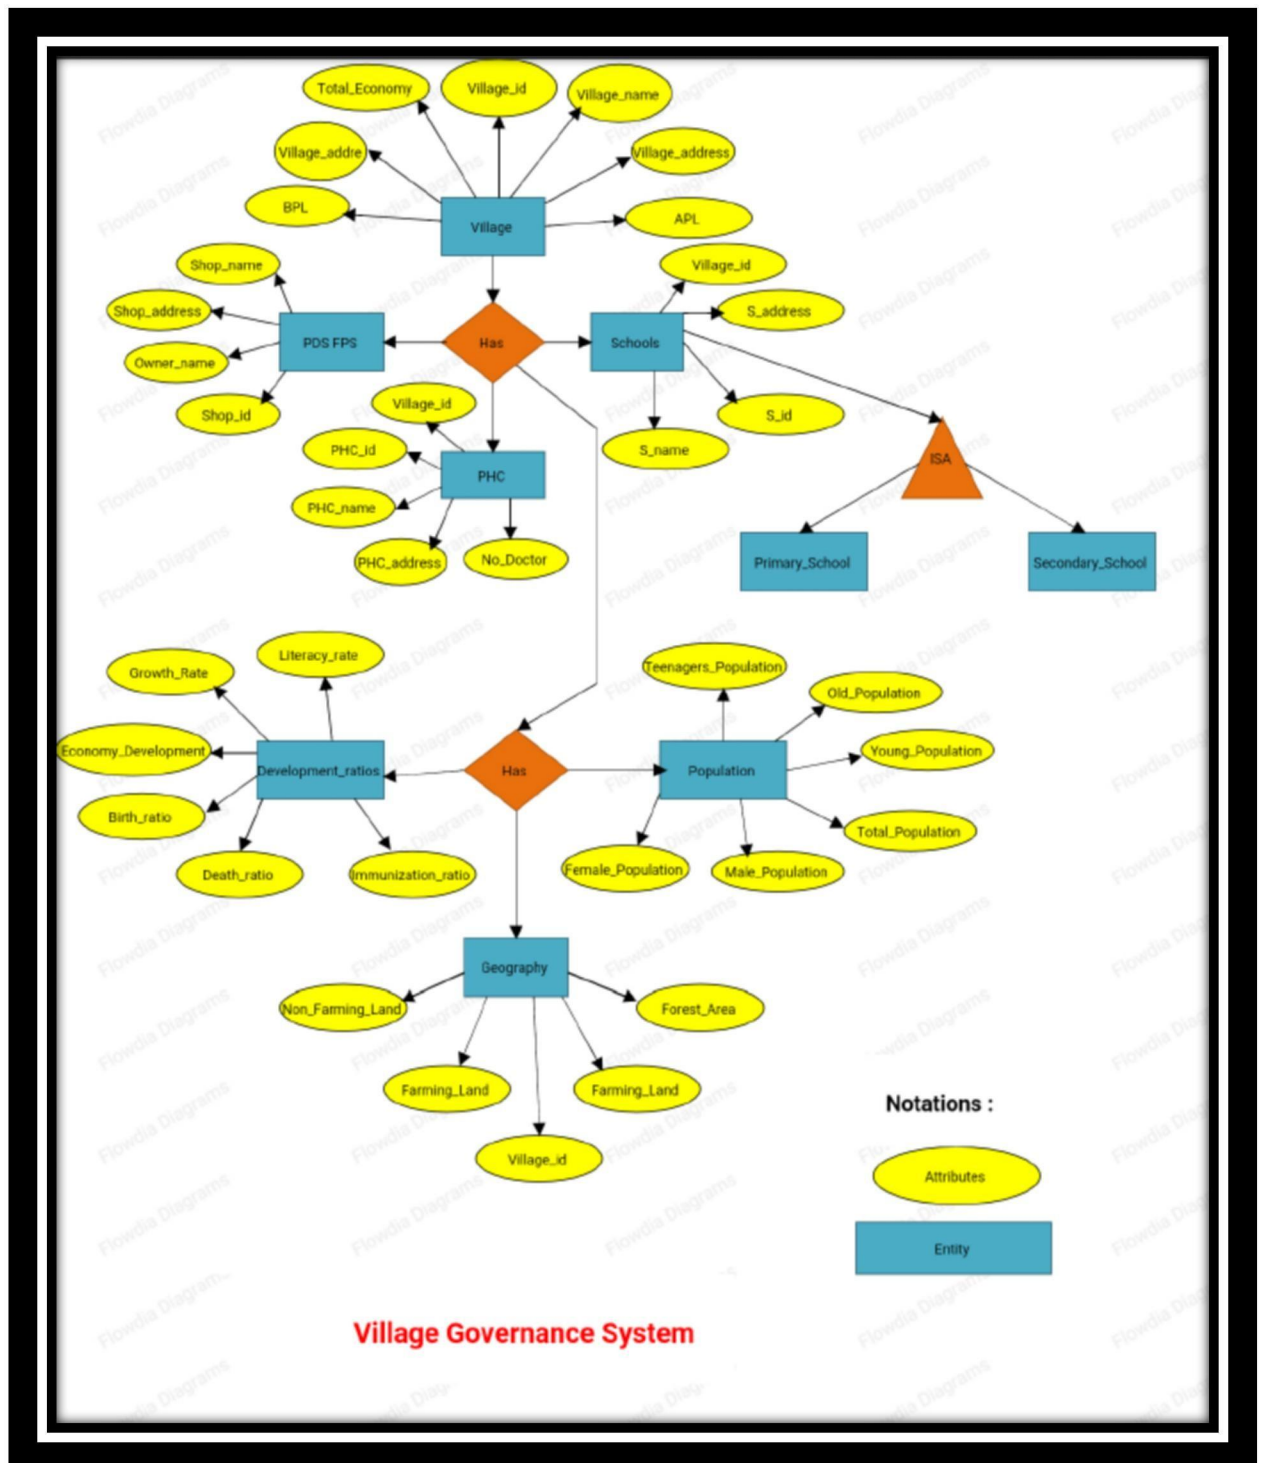 Total_Economy
Village_id
Village_name
Village_addre
Village_address
BPL
APL
Village
Shop_name
Village_id
Shop_address
S_address
PDS FPS
Has
Schools
Owner_name
Village_id
Shop_id
S_id
PHC_id
S_name
ISA
PHC
PHC_name
PHC_address
No_Doctor
Primary_School
Secondary_School
Literacy_rate
Growth_Rate
Teenagers_Population
Old_Population
Economy_Development
Young_Population
Development_ratios
Has
Population
Birth_ratio
Total_Population
Death_ratio
Immunization_ratio
Female_Population
Male_Population
Geography
Non_Farming_Land
Forest_Area
Farming_Land
Farming_Land
Village_id
Notations :
Attributes
Entity
Village Governance System
Flowdia Diagrams